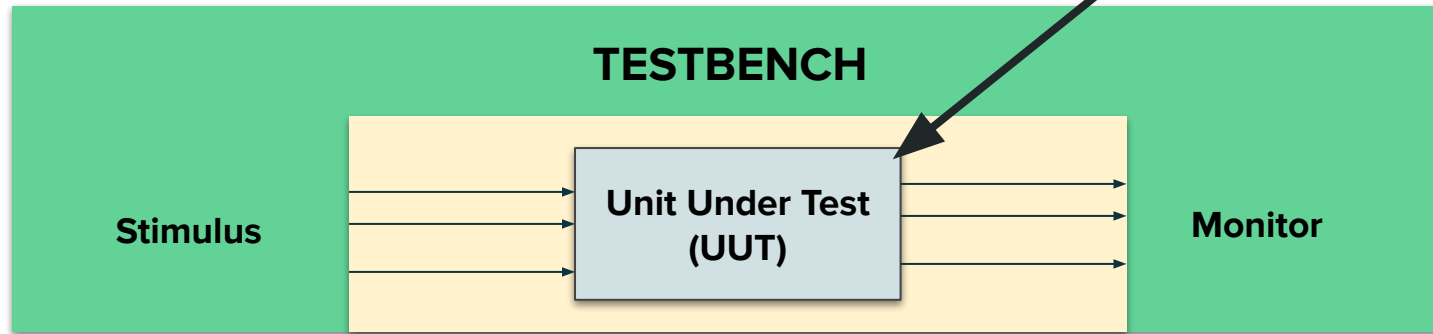 TESTBENCH
Stimulus
Unit Under Test
(UUT)
Monitor